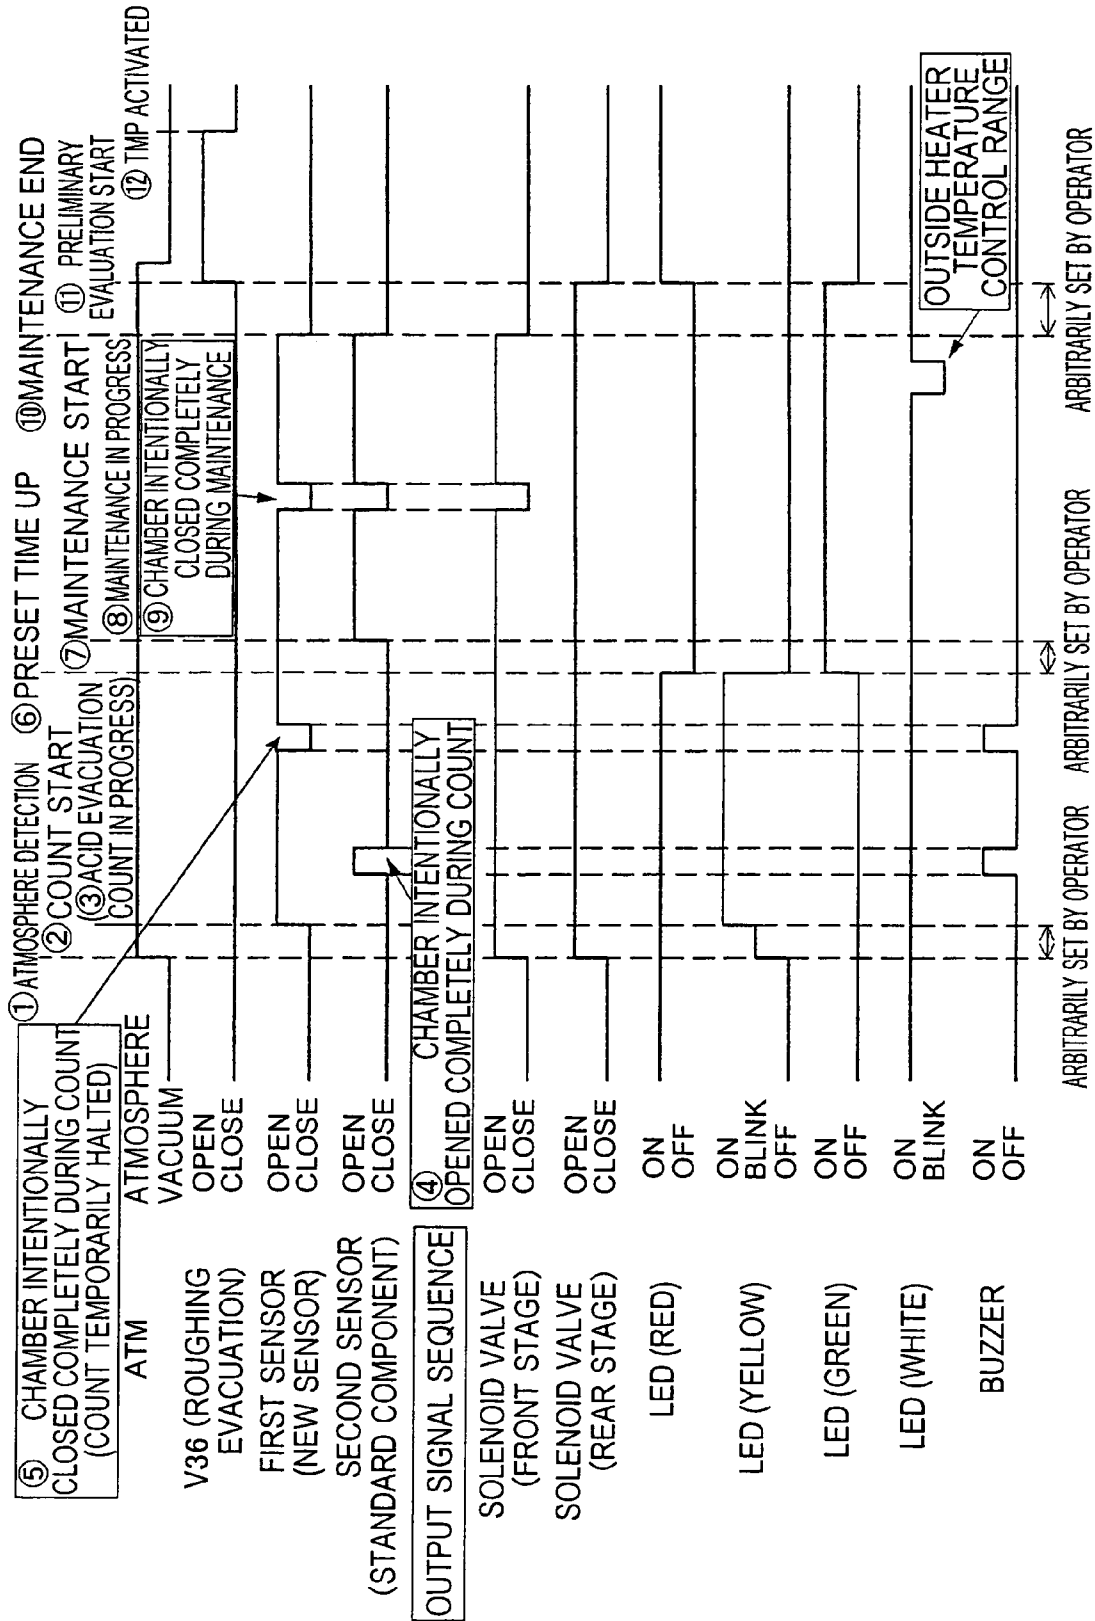 ① ATMOSPHERE DETECTION
② COUNT START
(③ ACID EVACUATION
COUNT IN PROGRESS)
⑥ PRESET TIME UP
⑦ MAINTENANCE START
⑧ MAINTENANCE IN PROGRESS
⑨ CHAMBER INTENTIONALLY
CLOSED COMPLETELY
DURING MAINTENANCE
⑩ MAINTENANCE END
⑪ PRELIMINARY
EVALUATION START
⑫ TMP ACTIVATED
⑤ CHAMBER INTENTIONALLY
CLOSED COMPLETELY DURING COUNT
(COUNT TEMPORARILY HALTED)
ATM
ATMOSPHERE
VACUUM
V36 (ROUGHING
EVACUATION)
OPEN
CLOSE
FIRST SENSOR
(NEW SENSOR)
OPEN
CLOSE
SECOND SENSOR
(STANDARD COMPONENT)
OPEN
CLOSE
④ CHAMBER INTENTIONALLY
OPENED COMPLETELY DURING COUNT
OUTPUT SIGNAL SEQUENCE
SOLENOID VALVE
(FRONT STAGE)
OPEN
CLOSE
SOLENOID VALVE
(REAR STAGE)
OPEN
CLOSE
LED (RED)
ON
OFF
LED (YELLOW)
ON
BLINK
OFF
LED (GREEN)
ON
OFF
LED (WHITE)
ON
BLINK
OUTSIDE HEATER
TEMPERATURE
CONTROL RANGE
BUZZER
ON
OFF
ARBITRARILY SET BY OPERATOR
ARBITRARILY SET BY OPERATOR
ARBITRARILY SET BY OPERATOR
ARBITRARILY SET BY OPERATOR